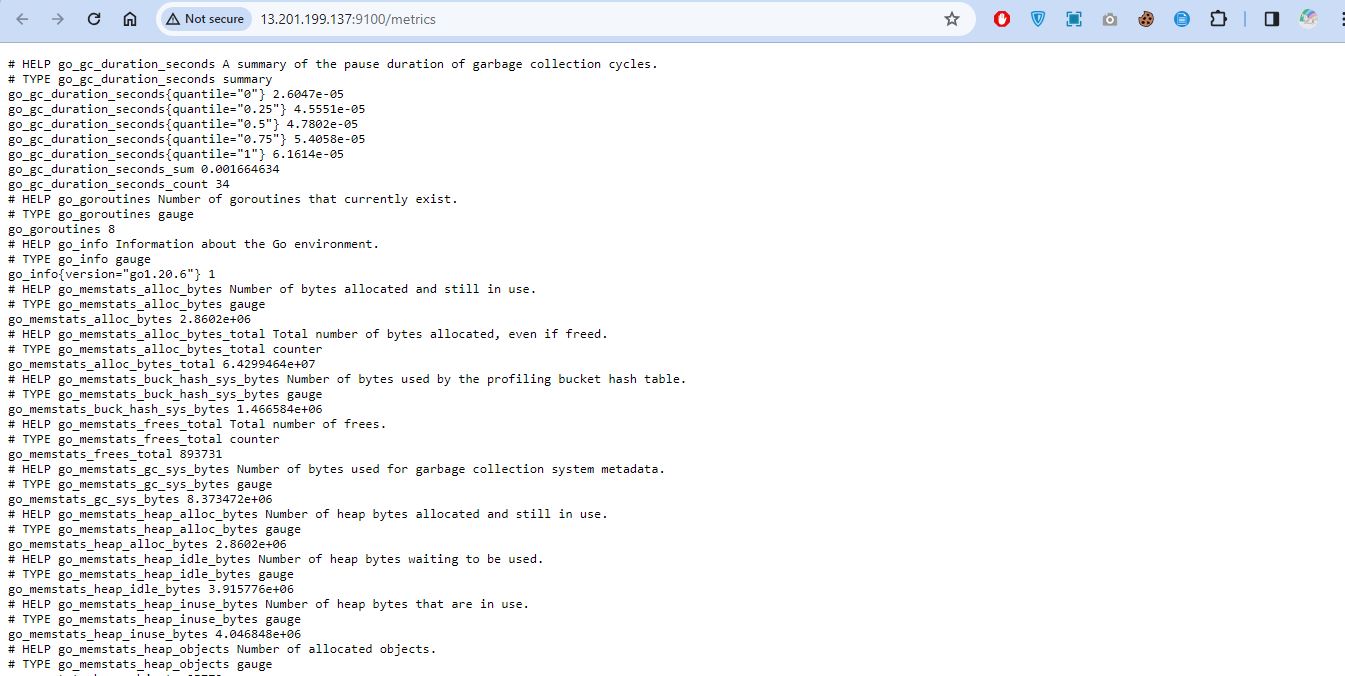 Not secure
13.201.199.137:9100/metrics
# HELP go_gc_duration_seconds A summary of the pause duration of garbage collection cycles.
# TYPE go_gc_duration_seconds summary
go_gc_duration_seconds{quantile="0"} 2.6047e-05
go_gc_duration_seconds{quantile="0.25"} 4.5551e-05
go_gc_duration_seconds{quantile="0.5"} 4.7802e-05
go_gc_duration_seconds{quantile="0.75"} 5.4058e-05
go_gc_duration_seconds{quantile="1"} 6.1614e-05
go_gc_duration_seconds_sum 0.001664634
go_gc_duration_seconds_count 34
# HELP go_goroutines Number of goroutines that currently exist.
# TYPE go_goroutines gauge
go_goroutines 8
# HELP go_info Information about the Go environment.
# TYPE go_info gauge
go_info{version="go1.20.6"} 1
# HELP go_memstats_alloc_bytes Number of bytes allocated and still in use.
# TYPE go_memstats_alloc_bytes gauge
go_memstats_alloc_bytes 2.8602e+06
# HELP go_memstats_alloc_bytes_total Total number of bytes allocated, even if freed.
# TYPE go_memstats_alloc_bytes_total counter
go_memstats_alloc_bytes_total 6.4299464e+07
# HELP go_memstats_buck_hash_sys_bytes Number of bytes used by the profiling bucket hash table.
# TYPE go_memstats_buck_hash_sys_bytes gauge
go_memstats_buck_hash_sys_bytes 1.466584e+06
# HELP go_memstats_frees_total Total number of frees.
# TYPE go_memstats_frees_total counter
go_memstats_frees_total 893731
# HELP go_memstats_gc_sys_bytes Number of bytes used for garbage collection system metadata.
# TYPE go_memstats_gc_sys_bytes gauge
go_memstats_gc_sys_bytes 8.373472e+06
# HELP go_memstats_heap_alloc_bytes Number of heap bytes allocated and still in use.
# TYPE go_memstats_heap_alloc_bytes gauge
go_memstats_heap_alloc_bytes 2.8602e+06
# HELP go_memstats_heap_idle_bytes Number of heap bytes waiting to be used.
# TYPE go_memstats_heap_idle_bytes gauge
go_memstats_heap_idle_bytes 3.915776e+06
# HELP go_memstats_heap_inuse_bytes Number of heap bytes that are in use.
# TYPE go_memstats_heap_inuse_bytes gauge
go_memstats_heap_inuse_bytes 4.046848e+06
# HELP go_memstats_heap_objects Number of allocated objects.
# TYPE go_memstats_heap_objects gauge